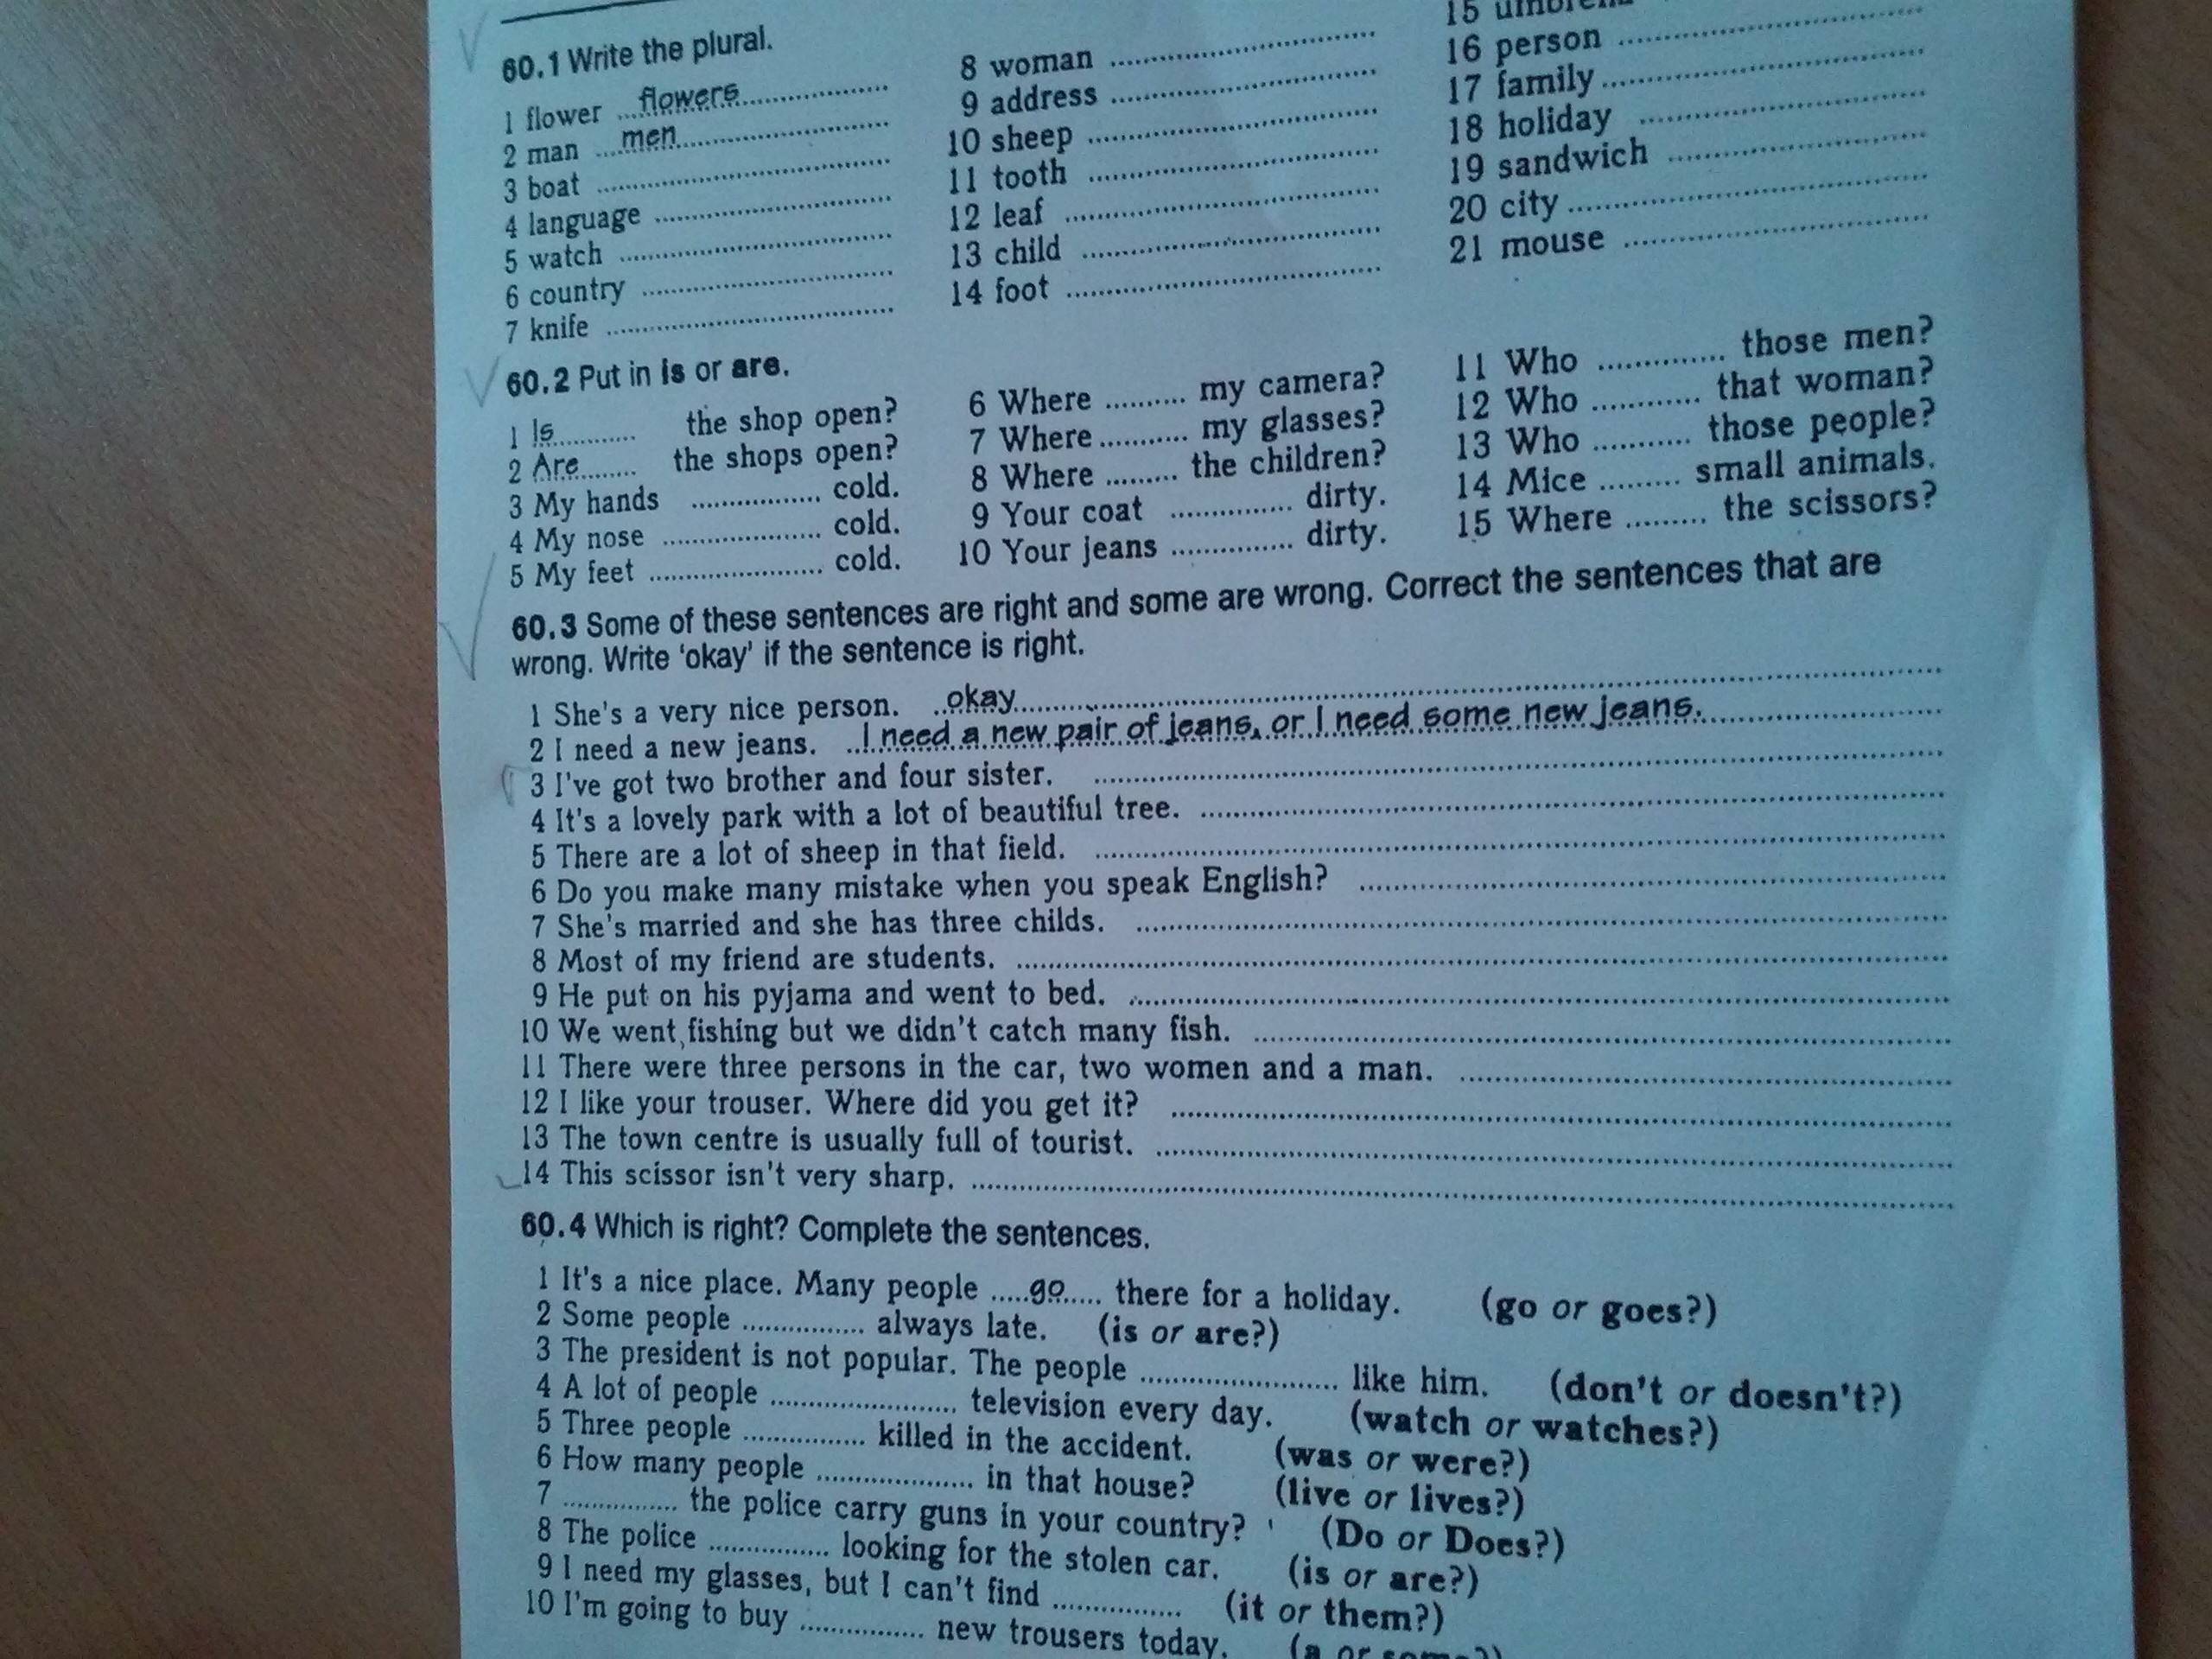 60.1 Write the plural.
1 flower ....flowers....................
2 man ....men..............................
3 boat ........................................
4 language ................................
5 watch .....................................
6 country ..................................
7 knife .......................................
8 woman ....................................
9 address ...................................
10 sheep ....................................
11 tooth .....................................
12 leaf .......................................
13 child .....................................
14 foot .......................................
15
16 person ...................................
17 family ....................................
18 holiday ..................................
19 sandwich ...............................
20 city ........................................
21 mouse ...................................
60.2 Put in is or are.
1 Is............. the shop open?
2 Are........ the shops open?
3 My hands ................ cold.
4 My nose .................... cold.
5 My feet ...................... cold.
6 Where .......... my camera?
7 Where ........... my glasses?
8 Where ......... the children?
9 Your coat ............... dirty.
10 Your jeans ............... dirty.
11 Who .............. those men?
12 Who ............ that woman?
13 Who ........... those people?
14 Mice ......... small animals.
15 Where ......... the scissors?
60.3 Some of these sentences are right and some are wrong. Correct the sentences that are
wrong. Write 'okay' if the sentence is right.
1 She's a very nice person. ..okay....................
2 I need a new jeans. ..I need a new pair of jeans, or I need some new jeans...........
3 I've got two brother and four sister. ....................
4 It's a lovely park with a lot of beautiful tree. ....................
5 There are a lot of sheep in that field. ....................
6 Do you make many mistake when you speak English? ....................
7 She's married and she has three childs. ....................
8 Most of my friend are students. ....................
9 He put on his pyjama and went to bed. ....................
10 We went fishing but we didn't catch many fish. ....................
11 There were three persons in the car, two women and a man. ....................
12 I like your trouser. Where did you get it? ....................
13 The town centre is usually full of tourist. ....................
14 This scissor isn't very sharp. ....................
60.4 Which is right? Complete the sentences.
1 It's a nice place. Many people .....go...... there for a holiday. (go or goes?)
2 Some people ................ always late. (is or are?)
3 The president is not popular. The people ......................... like him. (don't or doesn't?)
4 A lot of people ........................ television every day. (watch or watches?)
5 Three people ................ killed in the accident. (was or were?)
6 How many people .................... in that house? (live or lives?)
7 ............... the police carry guns in your country? (Do or Does?)
8 The police ................ looking for the stolen car. (is or are?)
9 I need my glasses, but I can't find ................. (it or them?)
10 I'm going to buy ................ new trousers today. (a or